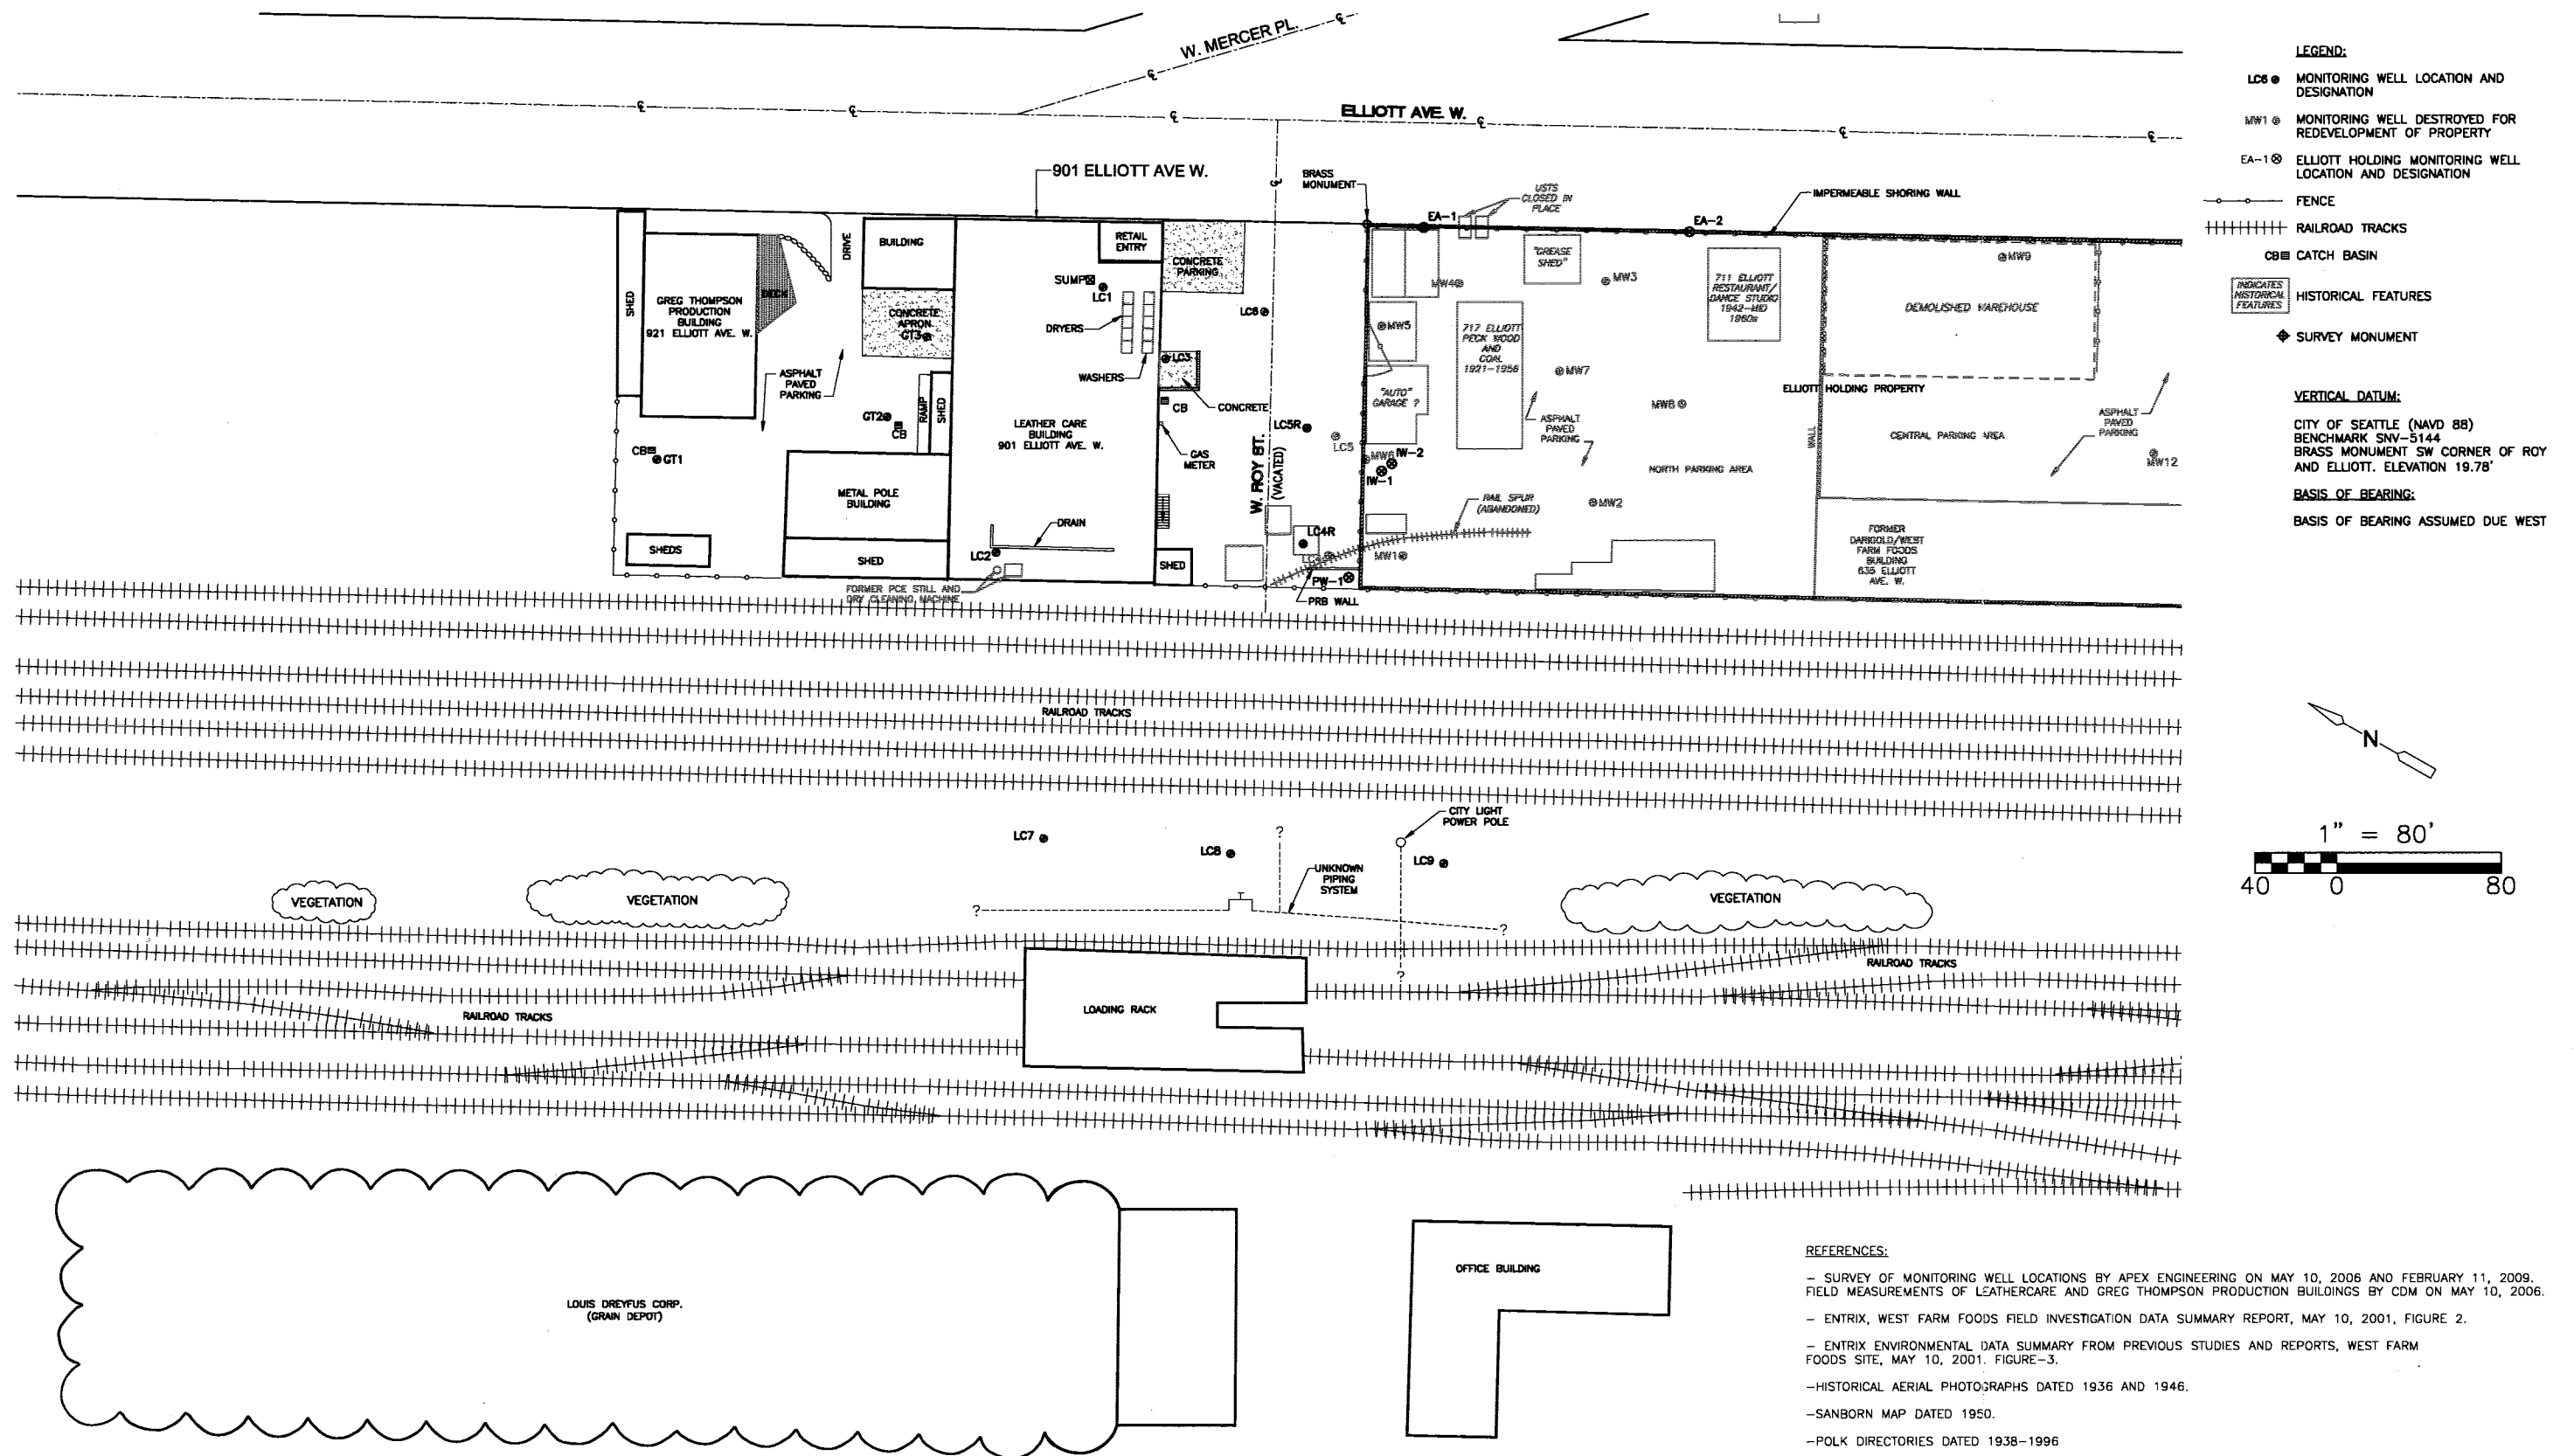 W. MERCER PL.
ELLIOTT AVE. W.
901 ELLIOTT AVE W.
BRASS
MONUMENT
USTS
CLOSED IN
PLACE
IMPERMEABLE SHORING WALL
EA-1
EA-2
SHED
GREG THOMPSON
PRODUCTION
BUILDING
921 ELLIOTT AVE. W.
DECK
DRIVE
BUILDING
CONCRETE
APRON
GT3
ASPHALT
PAVED
PARKING
GT2
CB
RAMP
SHED
CB
GT1
METAL POLE
BUILDING
SHEDS
SHED
RETAIL
ENTRY
SUMP
LC1
DRYERS
WASHERS
CONCRETE
PARKING
LC6
LC3
CB
CONCRETE
GAS
METER
LEATHER CARE
BUILDING
901 ELLIOTT AVE. W.
DRAIN
LC2
SHED
FORMER PCE STILL AND
DRY CLEANING MACHINE
W. ROY ST.
(VACATED)
LC5R
LC5
LC4R
PW-1
PRB WALL
MW1
MW6
IW-2
IW-1
MW4
MW5
"AUTO"
GARAGE ?
"GREASE
SHED"
MW3
717 ELLIOTT
PECK WOOD
AND
COAL
1921-1956
MW7
MW8
ASPHALT
PAVED
PARKING
MW2
RAIL SPUR
(ABANDONED)
NORTH PARKING AREA
711 ELLIOTT
RESTAURANT/
DANCE STUDIO
1942-MID
1960s
MW9
DEMOLISHED WAREHOUSE
ELLIOTT HOLDING PROPERTY
WALL
CENTRAL PARKING AREA
ASPHALT
PAVED
PARKING
MW12
FORMER
DARIGOLD/WEST
FARM FOODS
BUILDING
635 ELLIOTT
AVE. W.
RAILROAD TRACKS
LC7
LC8
LC9
CITY LIGHT
POWER POLE
UNKNOWN
PIPING
SYSTEM
?
?
?
?
VEGETATION
VEGETATION
VEGETATION
RAILROAD TRACKS
RAILROAD TRACKS
LOADING RACK
LOUIS DREYFUS CORP.
(GRAIN DEPOT)
OFFICE BUILDING
LEGEND:
LC6 MONITORING WELL LOCATION AND
DESIGNATION
MW1 MONITORING WELL DESTROYED FOR
REDEVELOPMENT OF PROPERTY
EA-1 ELLIOTT HOLDING MONITORING WELL
LOCATION AND DESIGNATION
FENCE
RAILROAD TRACKS
CB CATCH BASIN
INDICATES
HISTORICAL
FEATURES
HISTORICAL FEATURES
SURVEY MONUMENT
VERTICAL DATUM:
CITY OF SEATTLE (NAVD 88)
BENCHMARK SNV-5144
BRASS MONUMENT SW CORNER OF ROY
AND ELLIOTT. ELEVATION 19.78'
BASIS OF BEARING:
BASIS OF BEARING ASSUMED DUE WEST
N
1" = 80'
40 0 80
REFERENCES:
- SURVEY OF MONITORING WELL LOCATIONS BY APEX ENGINEERING ON MAY 10, 2006 AND FEBRUARY 11, 2009.
FIELD MEASUREMENTS OF LEATHERCARE AND GREG THOMPSON PRODUCTION BUILDINGS BY CDM ON MAY 10, 2006.
- ENTRIX, WEST FARM FOODS FIELD INVESTIGATION DATA SUMMARY REPORT, MAY 10, 2001, FIGURE 2.
- ENTRIX ENVIRONMENTAL DATA SUMMARY FROM PREVIOUS STUDIES AND REPORTS, WEST FARM
FOODS SITE, MAY 10, 2001. FIGURE-3.
-HISTORICAL AERIAL PHOTOGRAPHS DATED 1936 AND 1946.
-SANBORN MAP DATED 1950.
-POLK DIRECTORIES DATED 1938-1996